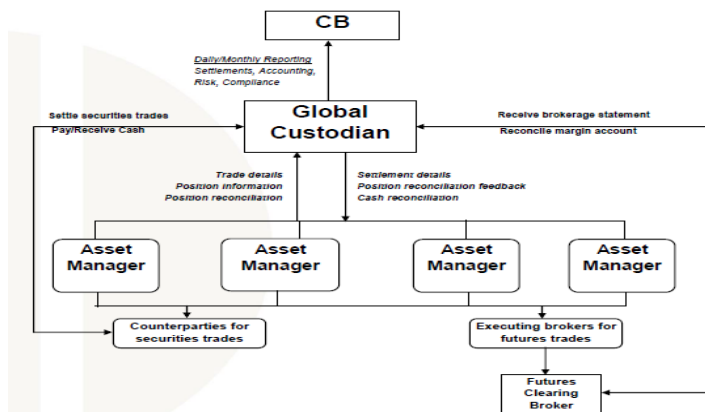 CB
Daily/Monthly Reporting
Settlements, Accounting,
Risk, Compliance
Global
Custodian
Settle securities trades
Pay/Receive Cash
Receive brokerage statement
Reconcile margin account
Trade details
Position information
Position reconciliation
Settlement details
Position reconciliation feedback
Cash reconciliation
Asset
Manager
Asset
Manager
Asset
Manager
Asset
Manager
Counterparties for
securities trades
Executing brokers for
futures trades
Futures
Clearing
Broker